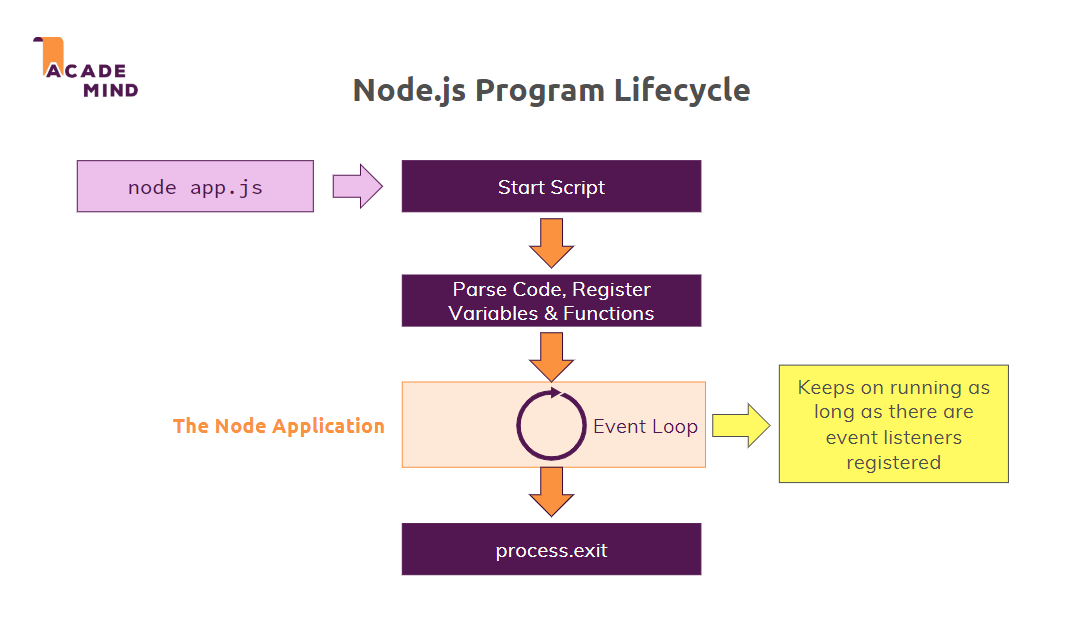 ACADE
MIND
Node.js Program Lifecycle
node app.js
Start Script
Parse Code, Register
Variables & Functions
The Node Application
Event Loop
Keeps on running as
long as there are
event listeners
registered
process.exit